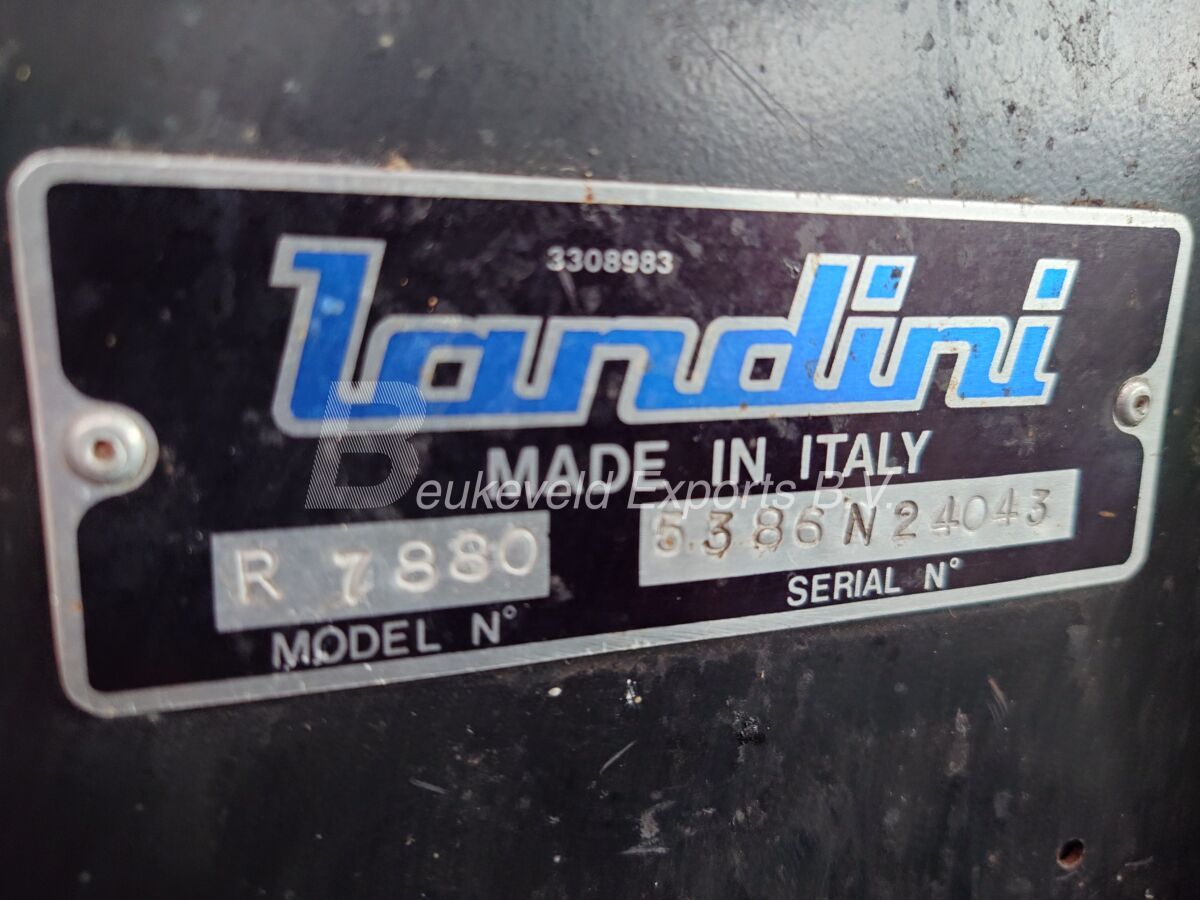 3308983
landini
MADE IN ITALY
Beukeveld Exports B.V.
R 7880
5386N24043
MODEL N°
SERIAL N°